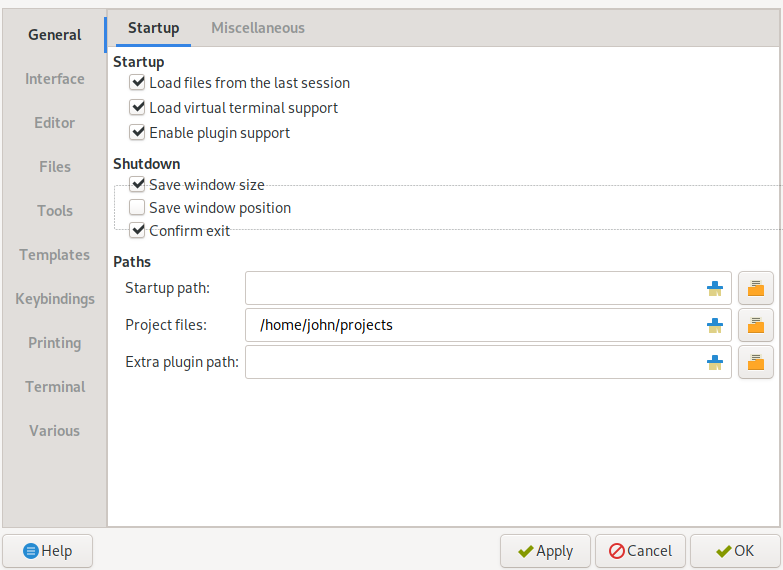 General
Interface
Editor
Files
Tools
Templates
Keybindings
Printing
Terminal
Various
Startup Miscellaneous
Startup
Load files from the last session
Load virtual terminal support
Enable plugin support
Shutdown
Save window size
Save window position
Confirm exit
Paths
Startup path:
Project files: /home/john/projects
Extra plugin path:
Help Apply Cancel OK